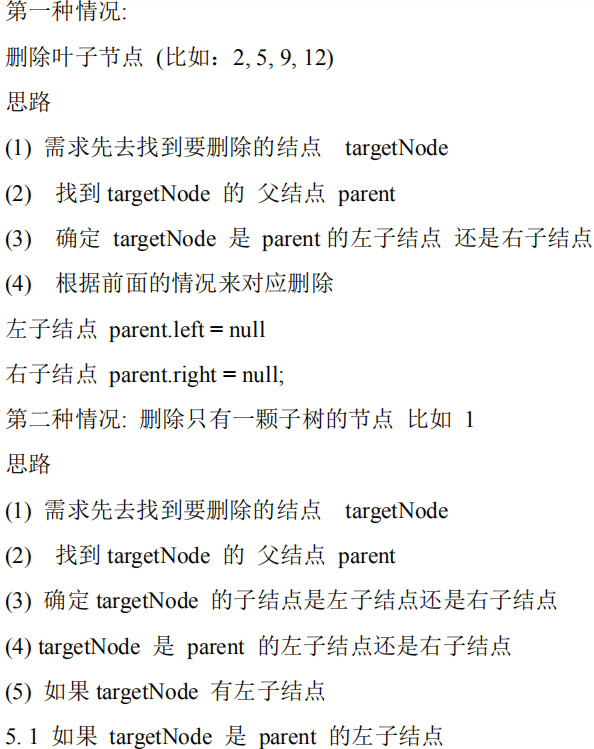 第一种情况:
删除叶子节点 (比如：2, 5, 9, 12)
思路
(1) 需求先去找到要删除的结点 targetNode
(2) 找到 targetNode 的 父结点 parent
(3) 确定 targetNode 是 parent 的左子结点 还是右子结点
(4) 根据前面的情况来对应删除
左子结点 parent.left = null
右子结点 parent.right = null;
第二种情况: 删除只有一颗子树的节点 比如 1
思路
(1) 需求先去找到要删除的结点 targetNode
(2) 找到 targetNode 的 父结点 parent
(3) 确定 targetNode 的子结点是左子结点还是右子结点
(4) targetNode 是 parent 的左子结点还是右子结点
(5) 如果 targetNode 有左子结点
5. 1 如果 targetNode 是 parent 的左子结点